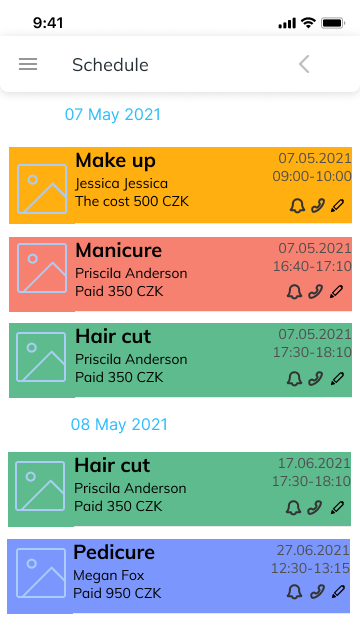 9:41
Schedule
07 May 2021
Make up
07.05.2021
Jessica Jessica
09:00-10:00
The cost 500 CZK
Manicure
07.05.2021
Priscila Anderson
16:40-17:10
Paid 350 CZK
Hair cut
07.05.2021
Priscila Anderson
17:30-18:10
Paid 350 CZK
08 May 2021
Hair cut
17.06.2021
Priscila Anderson
17:30-18:10
Paid 350 CZK
Pedicure
27.06.2021
Megan Fox
12:30-13:15
Paid 950 CZK